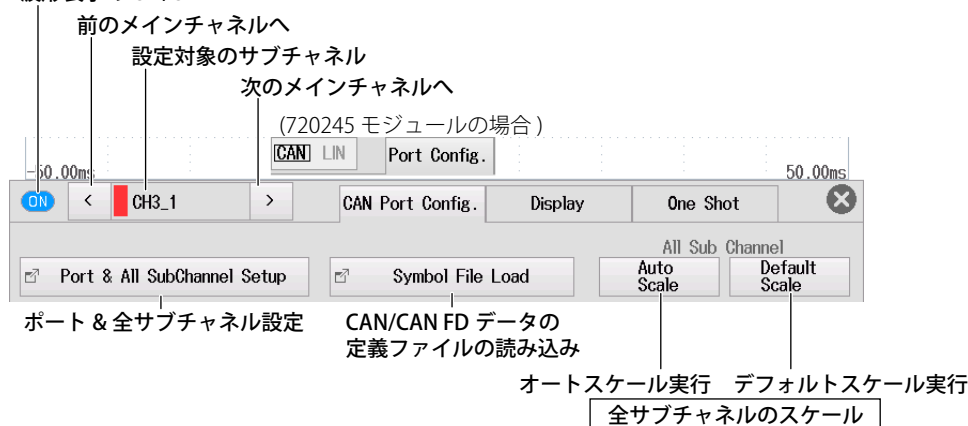 前のメインチャネルへ
設定対象のサブチャネル
次のメインチャネルへ
(720245 モジュールの場合 )
CAN LIN Port Config.
-50.00ms 50.00ms
ON < CH3_1 > CAN Port Config. Display One Shot
All Sub Channel
Port & All SubChannel Setup Symbol File Load Auto Scale Default Scale
ポート & 全サブチャネル設定
CAN/CAN FD データの
定義ファイルの読み込み
オートスケール実行 デフォルトスケール実行
全サブチャネルのスケール